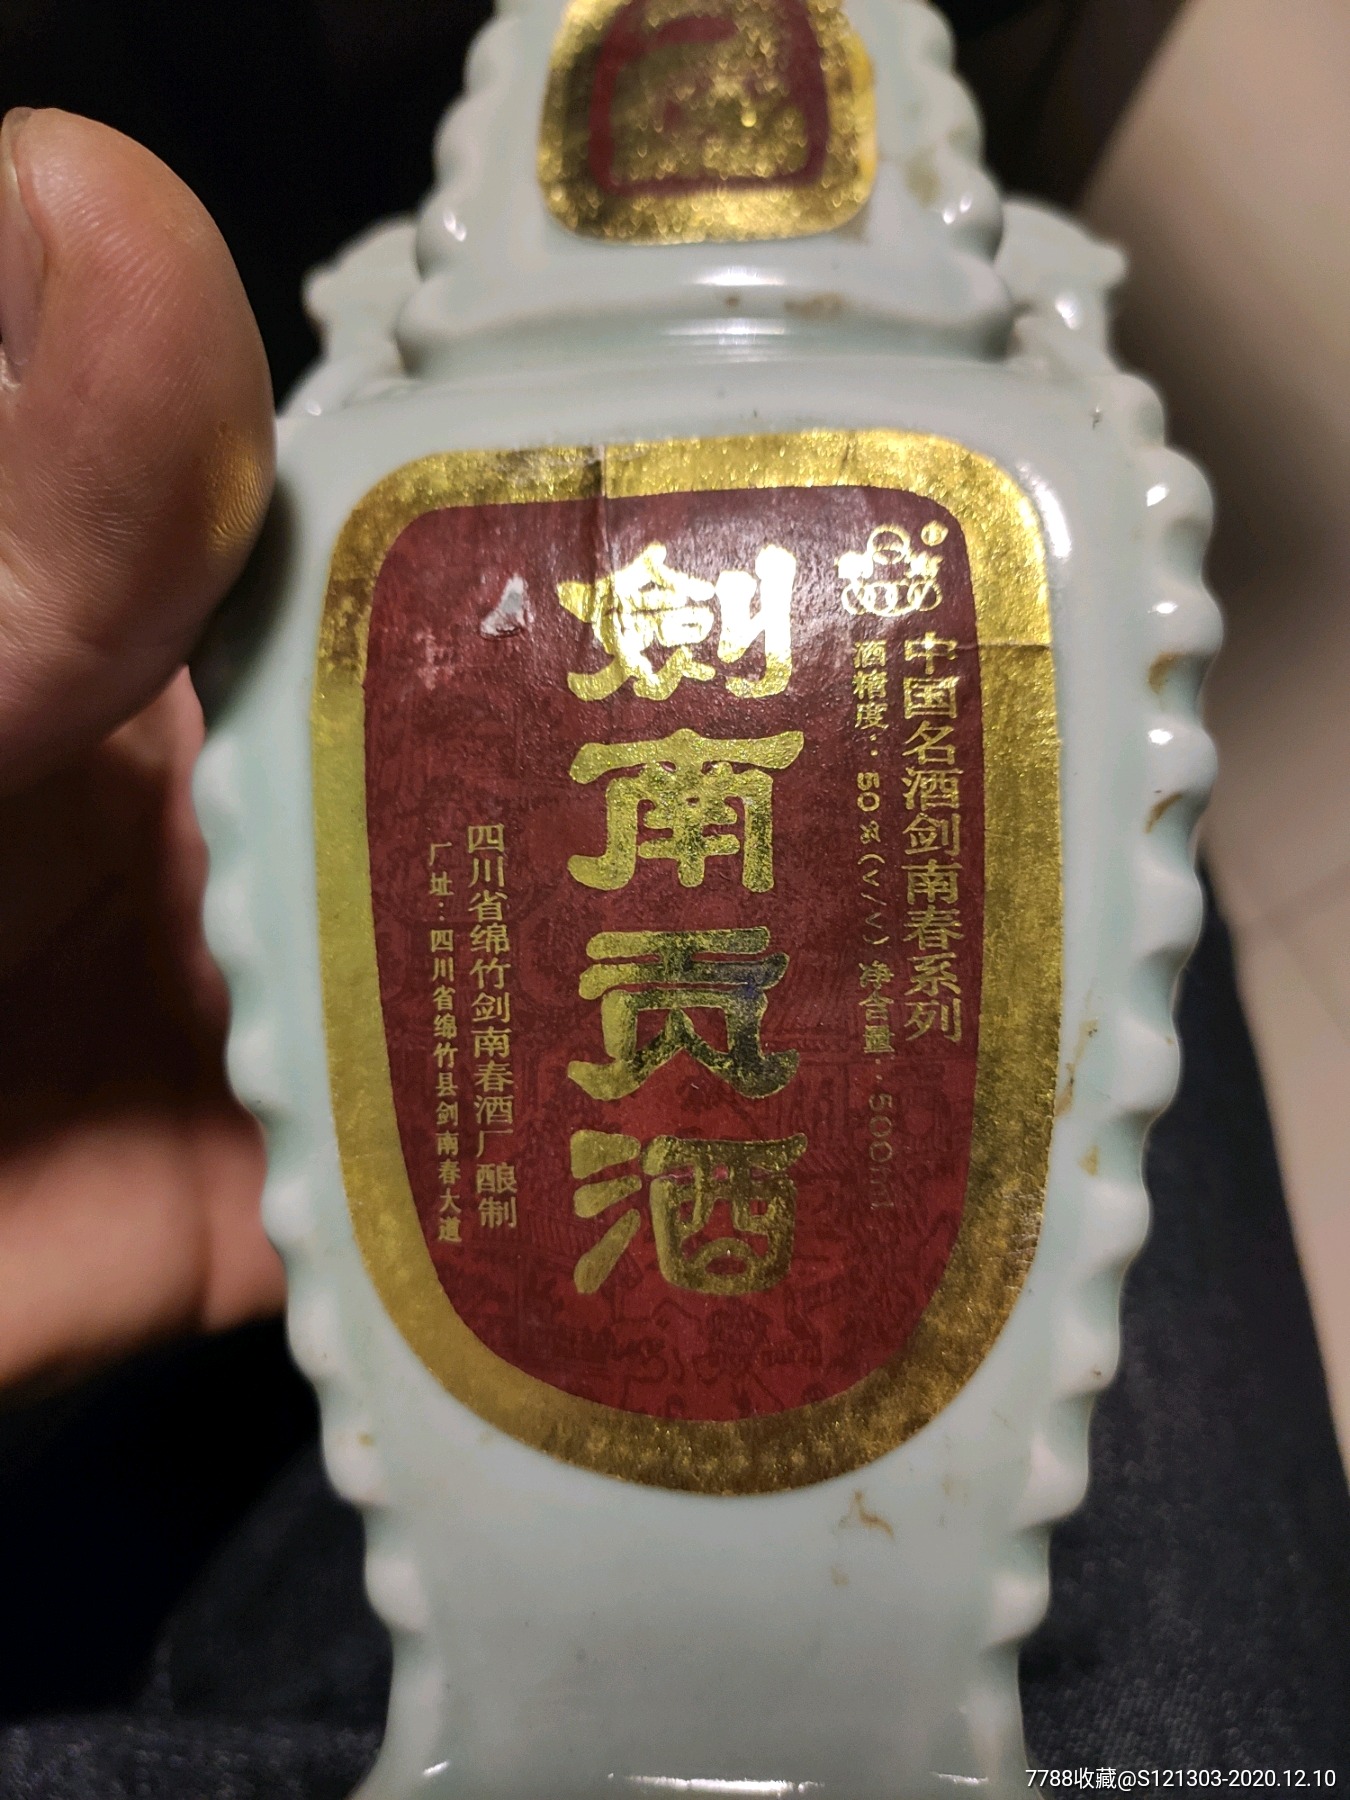 中国名酒剑南春系列
酒精度：50%(V/V) 净含量：500ml
劍南贡酒
四川省绵竹剑南春酒厂酿制
厂址：四川省绵竹县剑南春大道
7788收藏@S121303-2020.12.10